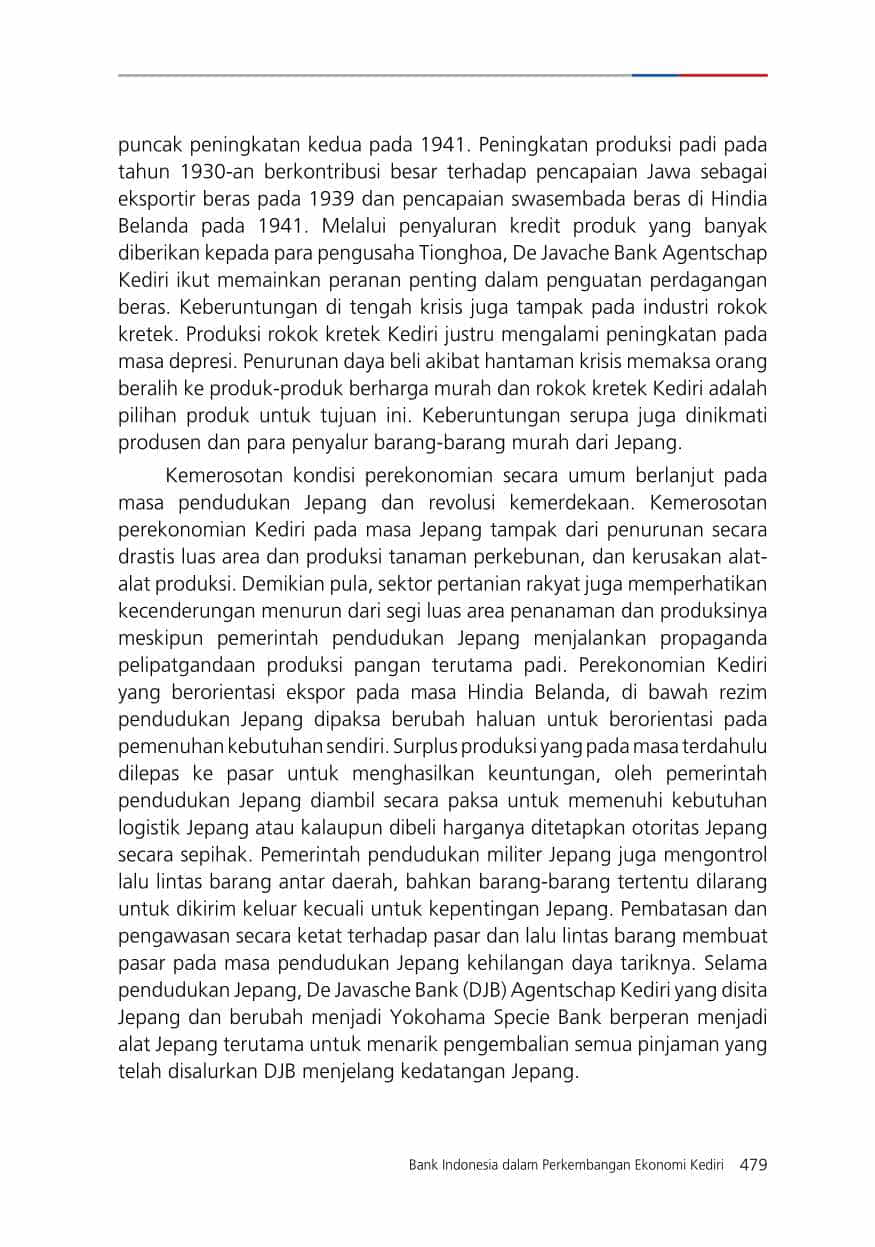 puncak peningkatan kedua pada 1941. Peningkatan produksi padi pada
tahun 1930-an berkontribusi besar terhadap pencapaian Jawa sebagai
eksportir beras pada 1939 dan pencapaian swasembada beras di Hindia
Belanda pada 1941. Melalui penyaluran kredit produk yang banyak
diberikan kepada para pengusaha Tionghoa, De Javache Bank Agentschap
Kediri ikut memainkan peranan penting dalam penguatan perdagangan
beras. Keberuntungan di tengah krisis juga tampak pada industri rokok
kretek. Produksi rokok kretek Kediri justru mengalami peningkatan pada
masa depresi. Penurunan daya beli akibat hantaman krisis memaksa orang
beralih ke produk-produk berharga murah dan rokok kretek Kediri adalah
pilihan produk untuk tujuan ini. Keberuntungan serupa juga dinikmati
produsen dan para penyalur barang-barang murah dari Jepang.
Kemerosotan kondisi perekonomian secara umum berlanjut pada
masa pendudukan Jepang dan revolusi kemerdekaan. Kemerosotan
perekonomian Kediri pada masa Jepang tampak dari penurunan secara
drastis luas area dan produksi tanaman perkebunan, dan kerusakan alat-
alat produksi. Demikian pula, sektor pertanian rakyat juga memperhatikan
kecenderungan menurun dari segi luas area penanaman dan produksinya
meskipun pemerintah pendudukan Jepang menjalankan propaganda
pelipatgandaan produksi pangan terutama padi. Perekonomian Kediri
yang berorientasi ekspor pada masa Hindia Belanda, di bawah rezim
pendudukan Jepang dipaksa berubah haluan untuk berorientasi pada
pemenuhan kebutuhan sendiri. Surplus produksi yang pada masa terdahulu
dilepas ke pasar untuk menghasilkan keuntungan, oleh pemerintah
pendudukan Jepang diambil secara paksa untuk memenuhi kebutuhan
logistik Jepang atau kalaupun dibeli harganya ditetapkan otoritas Jepang
secara sepihak. Pemerintah pendudukan militer Jepang juga mengontrol
lalu lintas barang antar daerah, bahkan barang-barang tertentu dilarang
untuk dikirim keluar kecuali untuk kepentingan Jepang. Pembatasan dan
pengawasan secara ketat terhadap pasar dan lalu lintas barang membuat
pasar pada masa pendudukan Jepang kehilangan daya tariknya. Selama
pendudukan Jepang, De Javasche Bank (DJB) Agentschap Kediri yang disita
Jepang dan berubah menjadi Yokohama Specie Bank berperan menjadi
alat Jepang terutama untuk menarik pengembalian semua pinjaman yang
telah disalurkan DJB menjelang kedatangan Jepang.
Bank Indonesia dalam Perkembangan Ekonomi Kediri 479